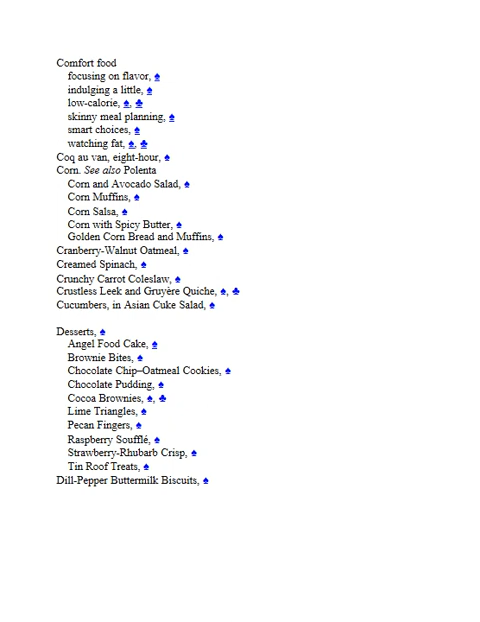 Comfort food
focusing on flavor, ♠
indulging a little, ♠
low-calorie, ♠, ♣
skinny meal planning, ♠
smart choices, ♠
watching fat, ♠, ♣
Coq au van, eight-hour, ♠
Corn. See also Polenta
Corn and Avocado Salad, ♠
Corn Muffins, ♠
Corn Salsa, ♠
Corn with Spicy Butter, ♠
Golden Corn Bread and Muffins, ♠
Cranberry-Walnut Oatmeal, ♠
Creamed Spinach, ♠
Crunchy Carrot Coleslaw, ♠
Crustless Leek and Gruyère Quiche, ♠, ♣
Cucumbers, in Asian Cuke Salad, ♠
Desserts, ♠
Angel Food Cake, ♠
Brownie Bites, ♠
Chocolate Chip–Oatmeal Cookies, ♠
Chocolate Pudding, ♠
Cocoa Brownies, ♠, ♣
Lime Triangles, ♠
Pecan Fingers, ♠
Raspberry Soufflé, ♠
Strawberry-Rhubarb Crisp, ♠
Tin Roof Treats, ♠
Dill-Pepper Buttermilk Biscuits, ♠